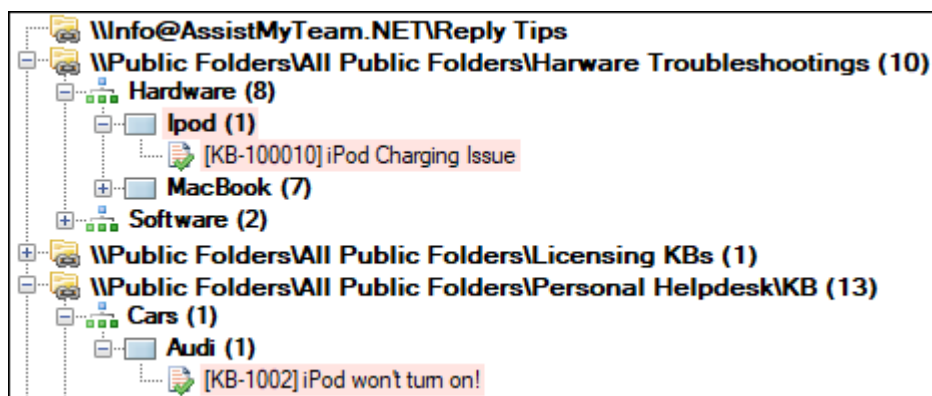 \\Info@AssistMyTeam.NET\Reply Tips
\\Public Folders\All Public Folders\Harware Troubleshootings (10)
Hardware (8)
Ipod (1)
[KB-100010] iPod Charging Issue
MacBook (7)
Software (2)
\\Public Folders\All Public Folders\Licensing KBs (1)
\\Public Folders\All Public Folders\Personal Helpdesk\KB (13)
Cars (1)
Audi (1)
[KB-1002] iPod won't turn on!